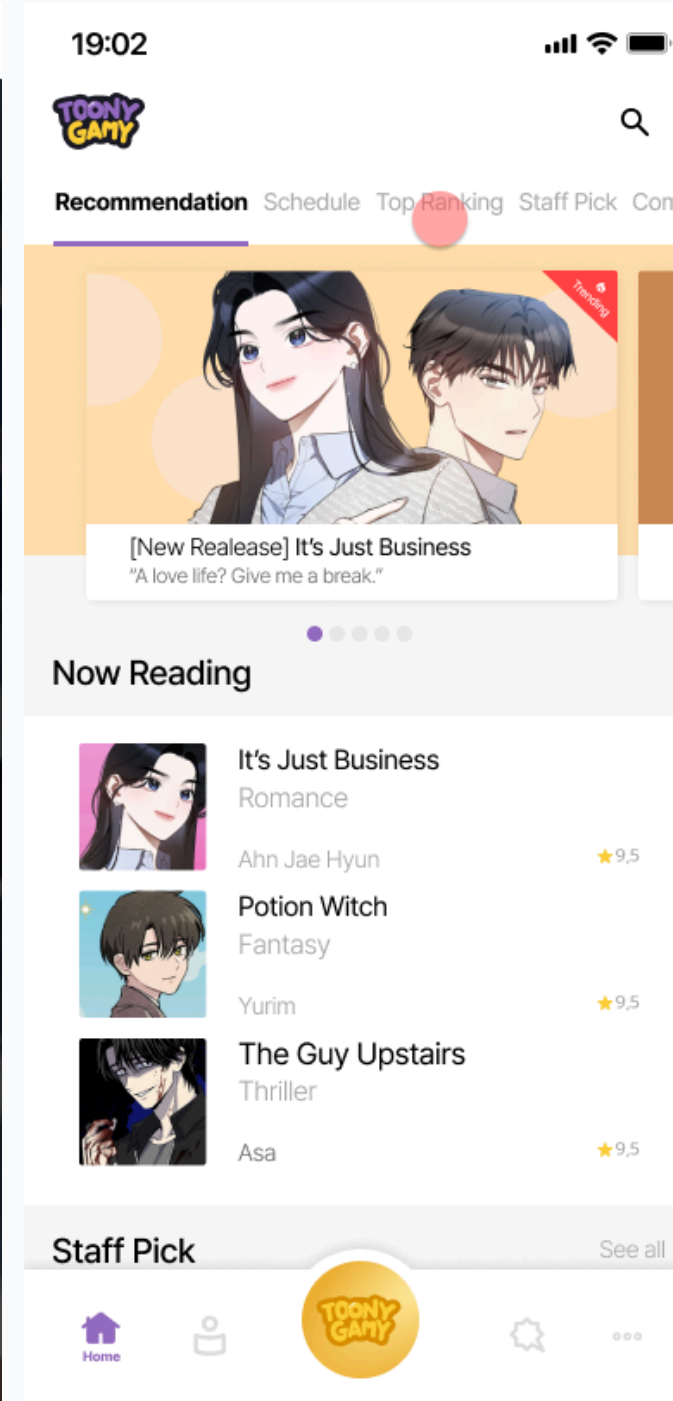 19:02
TOONY
GAMY
Recommendation Schedule Top Ranking Staff Pick Com
Trending
[New Realease] It's Just Business
“A love life? Give me a break.”
Now Reading
It's Just Business
Romance
Ahn Jae Hyun 9,5
Potion Witch
Fantasy
Yurim 9,5
The Guy Upstairs
Thriller
Asa 9,5
Staff Pick See all
TOONY
GAMY
Home